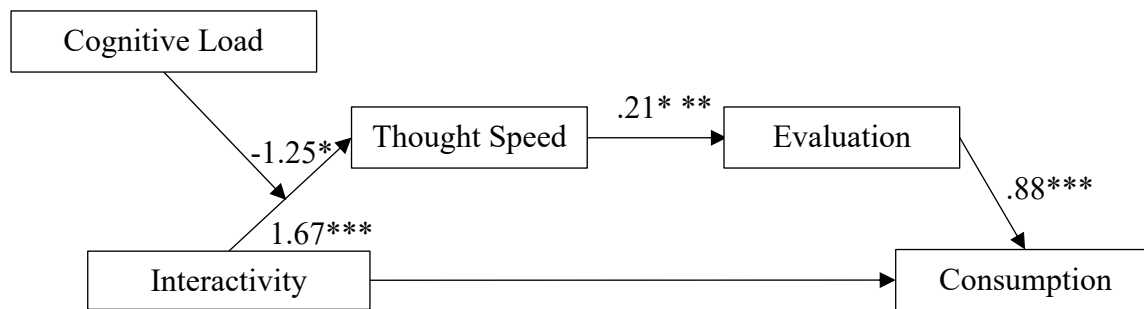 Cognitive Load
.21* **
Thought Speed
Evaluation
-1.25*
.88***
1.67***
Interactivity
Consumption